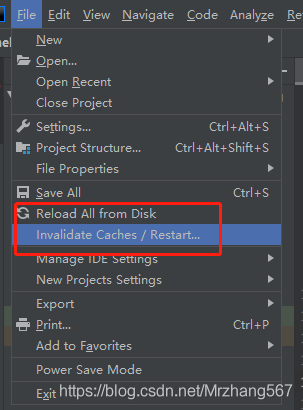 File Edit View Navigate Code Analyze Re
New
Open...
Open Recent
Close Project
Settings... Ctrl+Alt+S
Project Structure... Ctrl+Alt+Shift+S
File Properties
Save All Ctrl+S
Reload All from Disk
Invalidate Caches / Restart...
Manage IDE Settings
New Projects Settings
Export
Print... Ctrl+P
Add to Favorites
Power Save Mode
Exit
https://blog.csdn.net/Mrzhang567